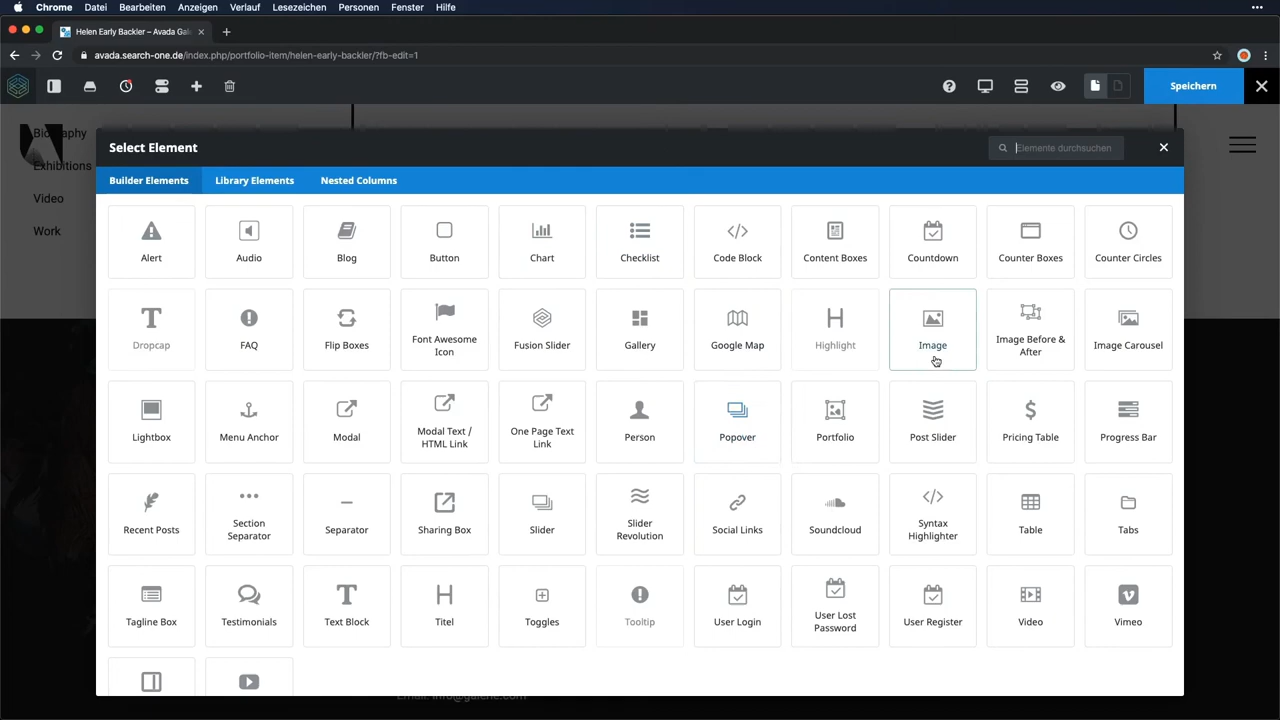 Chrome Datei Bearbeiten Anzeigen Verlauf Lesezeichen Personen Fenster Hilfe
Helen Early Backler – Avada Gal
avada.search-one.de/index.php/portfolio-item/helen-early-backler/?fb-edit=1
Speichern
Biography
Exhibitions
Video
Work
Select Element
Elemente durchsuchen
Builder Elements Library Elements Nested Columns
Alert Audio Blog Button Chart Checklist Code Block Content Boxes Countdown Counter Boxes Counter Circles
Dropcap FAQ Flip Boxes Font Awesome Icon Fusion Slider Gallery Google Map Highlight Image Image Before & After Image Carousel
Lightbox Menu Anchor Modal Modal Text / HTML Link One Page Text Link Person Popover Portfolio Post Slider Pricing Table Progress Bar
Recent Posts Section Separator Separator Sharing Box Slider Slider Revolution Social Links Soundcloud Syntax Highlighter Table Tabs
Tagline Box Testimonials Text Block Titel Toggles Tooltip User Login User Lost Password User Register Video Vimeo
Email: info@galerie.com